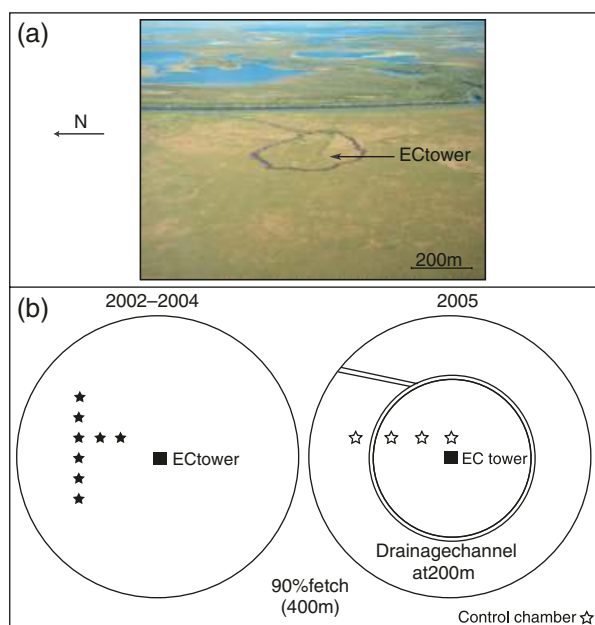 (a)
N
ECtower
200m
(b)
2002–2004
2005
ECtower
EC tower
Drainagechannel
at200m
90%fetch
(400m)
Control chamber